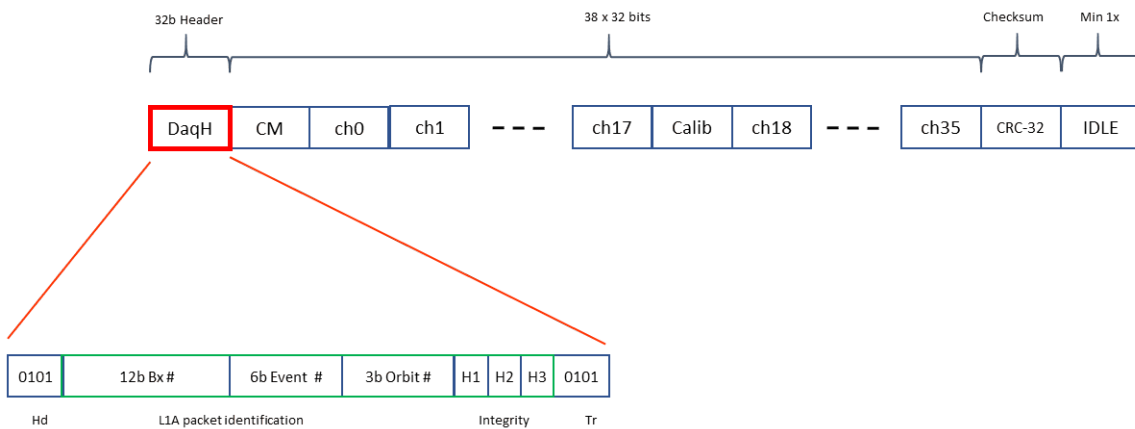 32b Header
38 x 32 bits
Checksum
Min 1x
DaqH
CM
ch0
ch1
ch17
Calib
ch18
ch35
CRC-32
IDLE
0101
12b Bx #
6b Event #
3b Orbit #
H1
H2
H3
0101
Hd
L1A packet identification
Integrity
Tr